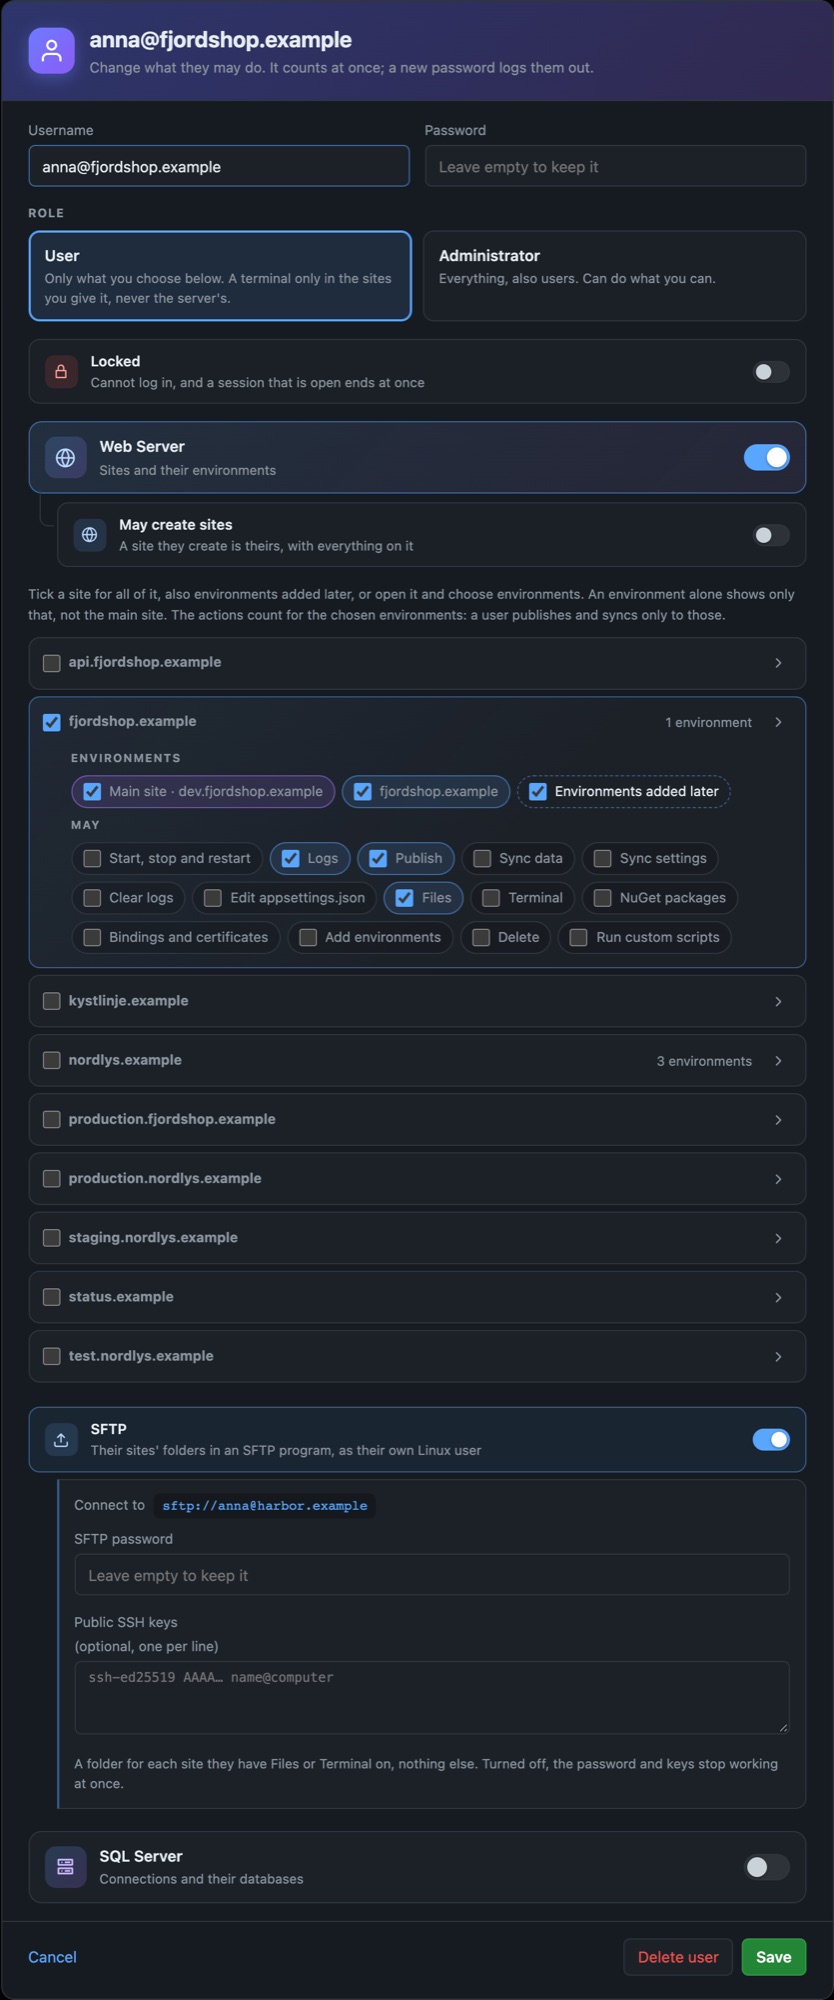 anna@fjordshop.example
Change what they may do. It counts at once; a new password logs them out.
Username
Password
anna@fjordshop.example
Leave empty to keep it
ROLE
User
Only what you choose below. A terminal only in the sites
you give it, never the server's.
Administrator
Everything, also users. Can do what you can.
Locked
Cannot log in, and a session that is open ends at once
Web Server
Sites and their environments
May create sites
A site they create is theirs, with everything on it
Tick a site for all of it, also environments added later, or open it and choose environments. An environment alone shows only
that, not the main site. The actions count for the chosen environments: a user publishes and syncs only to those.
api.fjordshop.example
fjordshop.example
1 environment
ENVIRONMENTS
Main site · dev.fjordshop.example
fjordshop.example
Environments added later
MAY
Start, stop and restart
Logs
Publish
Sync data
Sync settings
Clear logs
Edit appsettings.json
Files
Terminal
NuGet packages
Bindings and certificates
Add environments
Delete
Run custom scripts
kystlinje.example
nordlys.example
3 environments
production.fjordshop.example
production.nordlys.example
staging.nordlys.example
status.example
test.nordlys.example
SFTP
Their sites' folders in an SFTP program, as their own Linux user
Connect to sftp://anna@harbor.example
SFTP password
Leave empty to keep it
Public SSH keys
(optional, one per line)
ssh-ed25519 AAAA… name@computer
A folder for each site they have Files or Terminal on, nothing else. Turned off, the password and keys stop working
at once.
SQL Server
Connections and their databases
Cancel
Delete user
Save